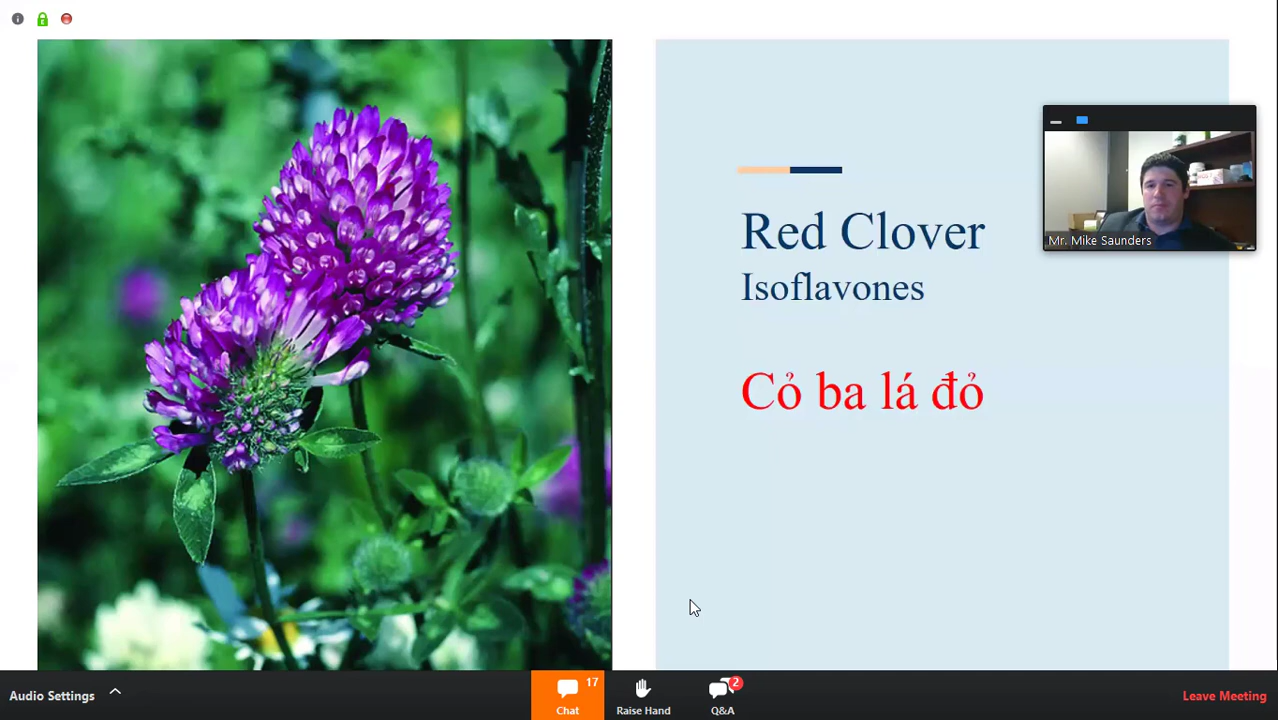 Red Clover
Isoflavones
Cỏ ba lá đỏ
Mr. Mike Saunders
Audio Settings
17
Chat
Raise Hand
2
Q&A
Leave Meeting